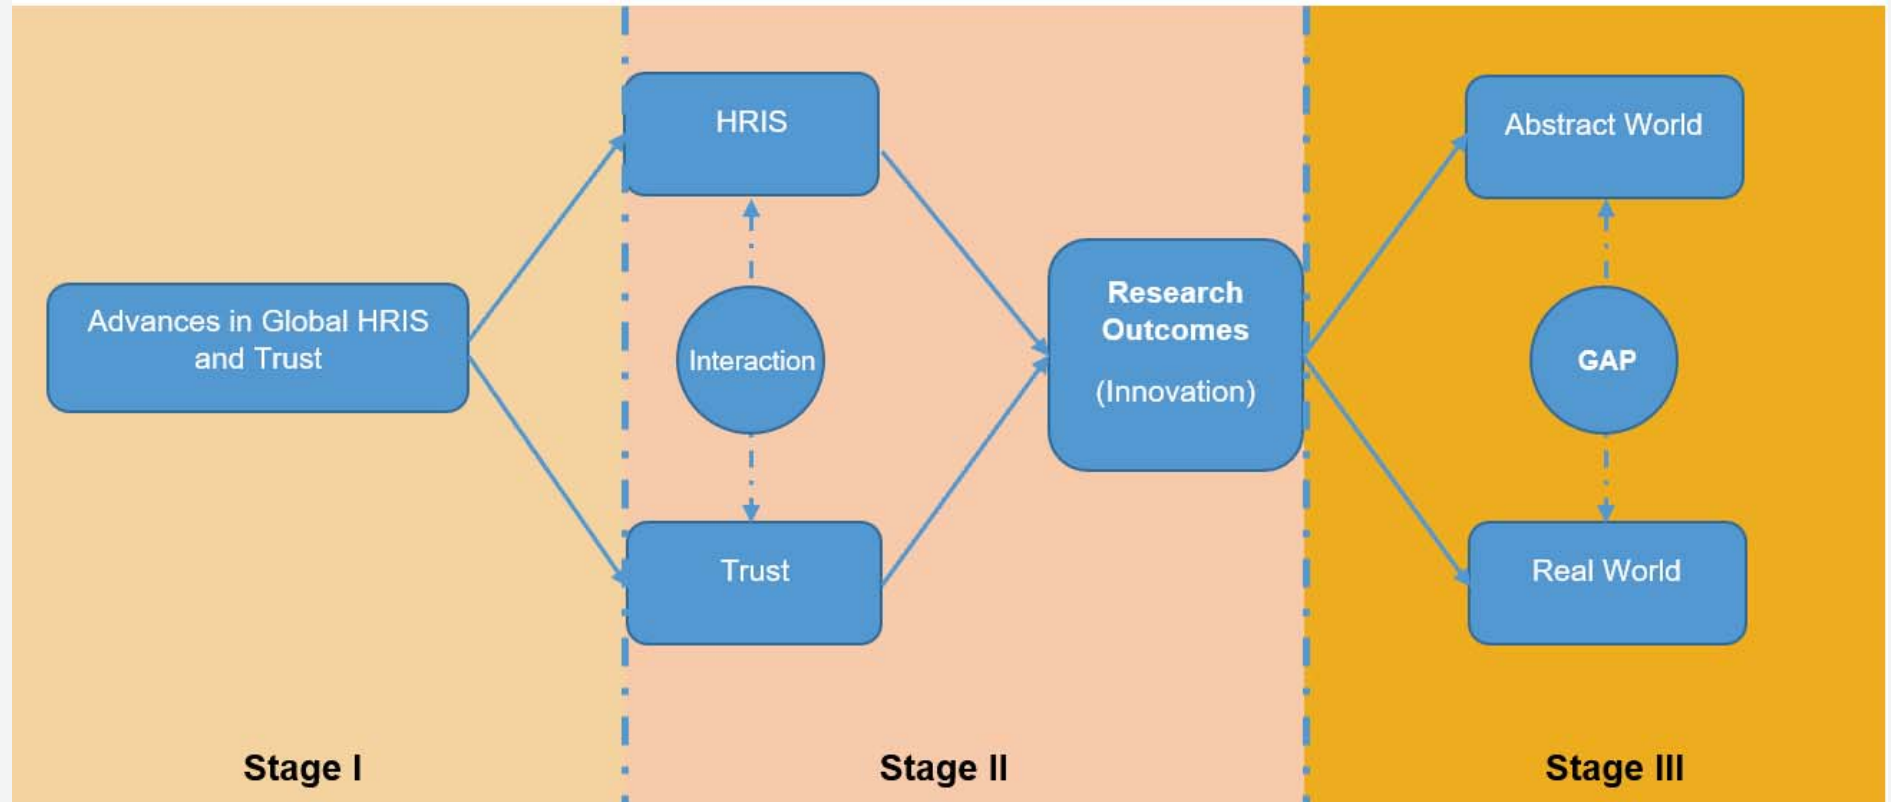 HRIS
Abstract World
Advances in Global HRIS
and Trust
Interaction
Research
Outcomes
(Innovation)
GAP
Trust
Real World
Stage I
Stage II
Stage III